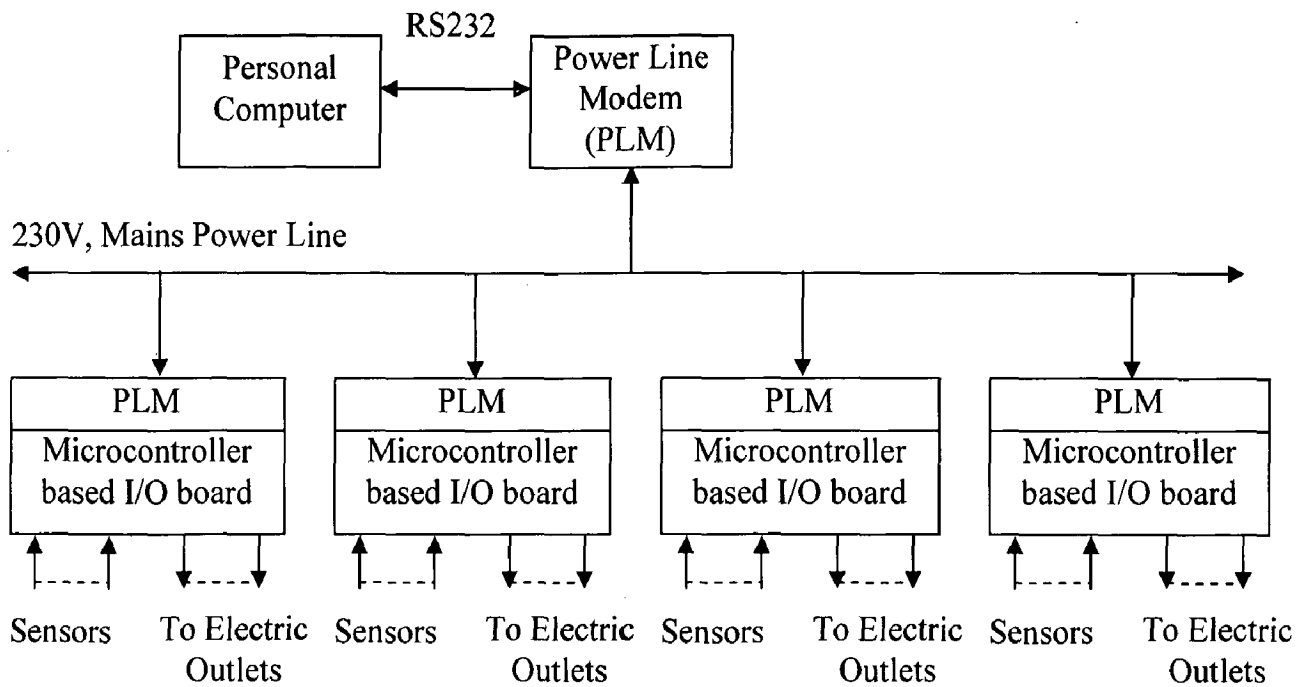 RS232
Personal
Computer
Power Line
Modem
(PLM)
230V, Mains Power Line
PLM
Microcontroller
based I/O board
PLM
Microcontroller
based I/O board
PLM
Microcontroller
based I/O board
PLM
Microcontroller
based I/O board
Sensors
To Electric
Outlets
Sensors
To Electric
Outlets
Sensors
To Electric
Outlets
Sensors
To Electric
Outlets